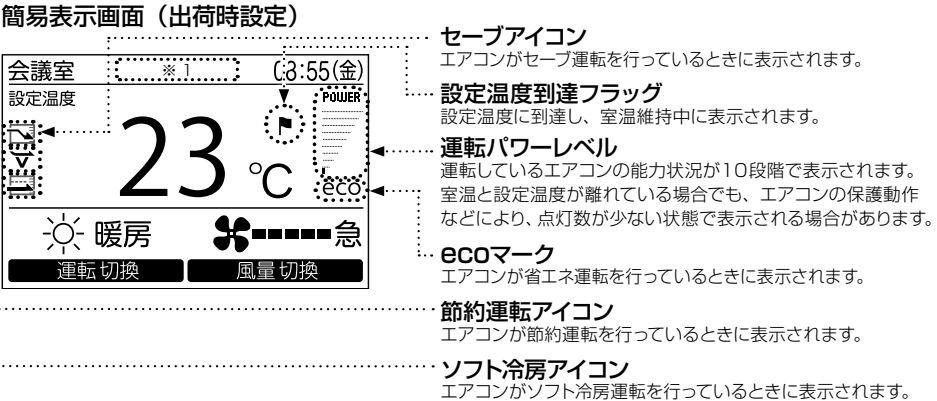 簡易表示画面（出荷時設定）
会議室
※1
08:55(金)
設定温度
POWER
23
℃
eco
暖房
急
運転切換
風量切換
セーブアイコン
エアコンがセーブ運転を行っているときに表示されます。
設定温度到達フラッグ
設定温度に到達し、室温維持中に表示されます。
運転パワーレベル
運転しているエアコンの能力状況が10段階で表示されます。
室温と設定温度が離れている場合でも、エアコンの保護動作
などにより、点灯数が少ない状態で表示される場合があります。
ecoマーク
エアコンが省エネ運転を行っているときに表示されます。
節約運転アイコン
エアコンが節約運転を行っているときに表示されます。
ソフト冷房アイコン
エアコンがソフト冷房運転を行っているときに表示されます。